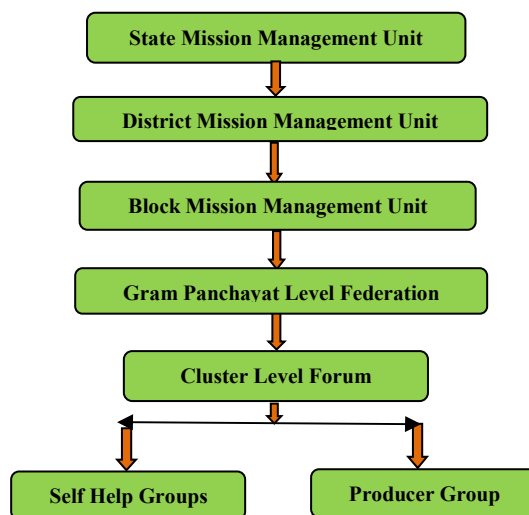 State Mission Management Unit
District Mission Management Unit
Block Mission Management Unit
Gram Panchayat Level Federation
Cluster Level Forum
Self Help Groups
Producer Group